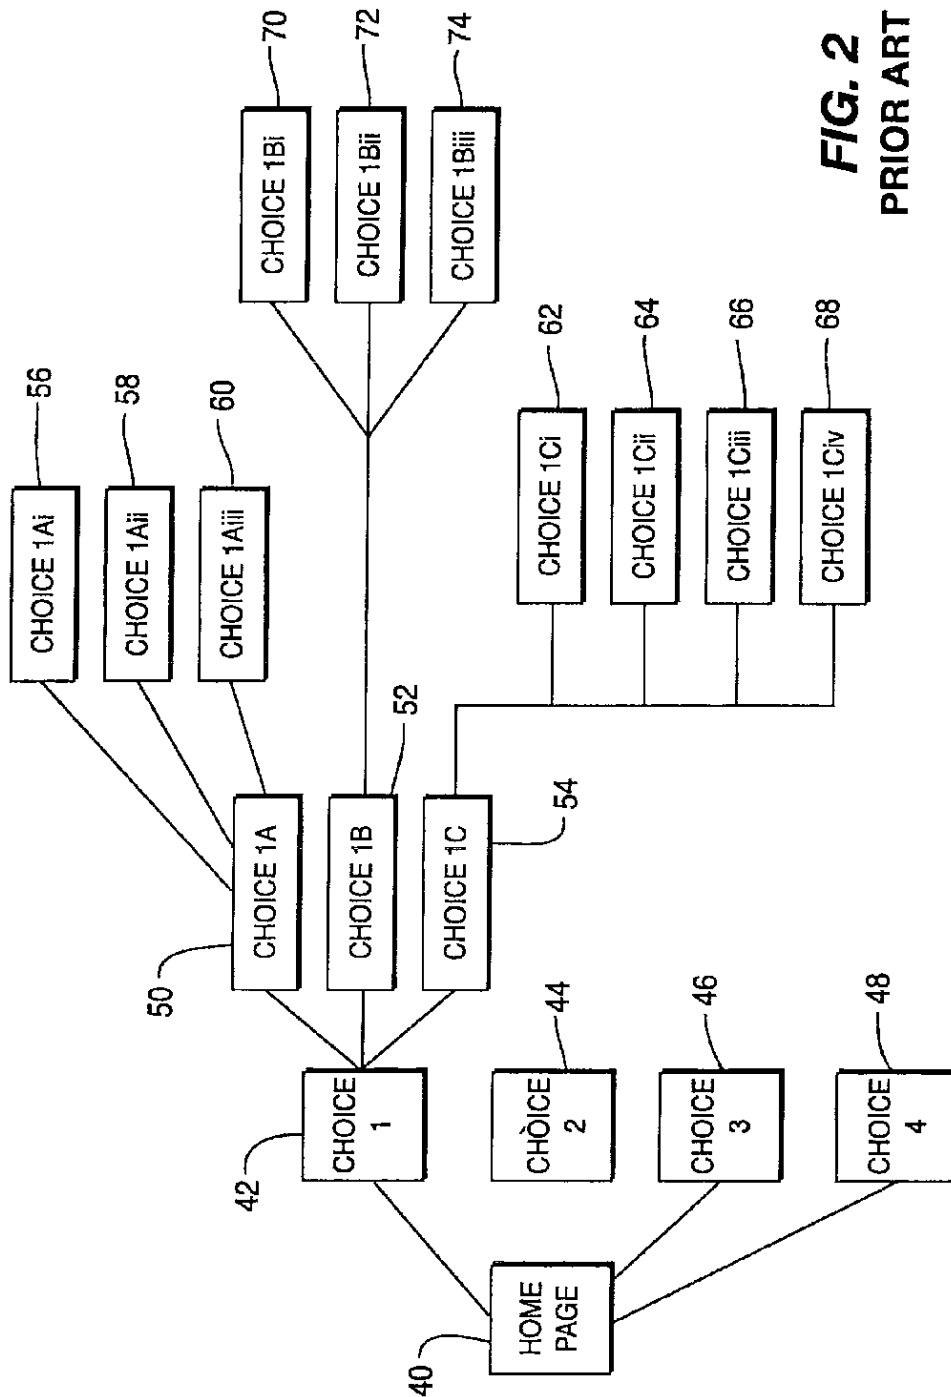 40
HOME
PAGE
42
CHOICE
1
CHÒICE
2
44
CHOICE
3
46
CHOICE
4
48
50
CHOICE 1A
CHOICE 1B
52
CHOICE 1C
54
CHOICE 1Ai
56
CHOICE 1Aii
58
CHOICE 1Aiii
60
CHOICE 1Ci
62
CHOICE 1Cii
64
CHOICE 1Ciii
66
CHOICE 1Civ
68
CHOICE 1Bi
70
CHOICE 1Bii
72
CHOICE 1Biii
74
FIG. 2
PRIOR ART